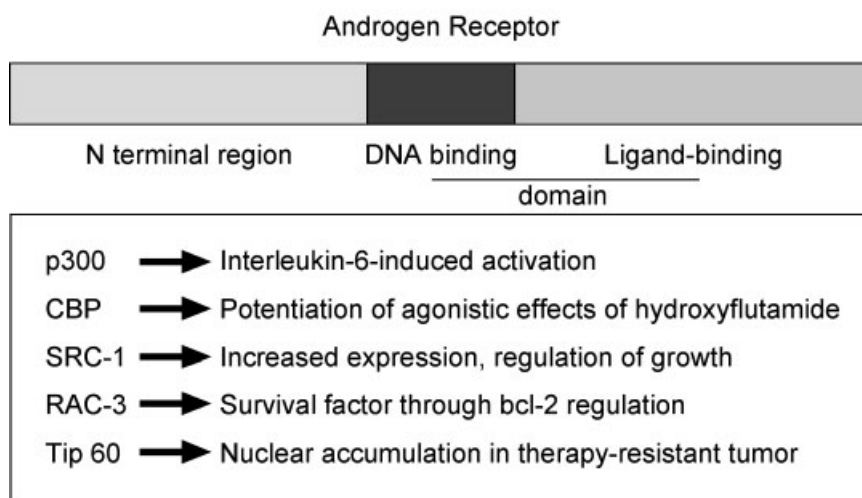 Androgen Receptor
N terminal region DNA binding Ligand-binding
domain
p300 Interleukin-6-induced activation
CBP Potentiation of agonistic effects of hydroxyflutamide
SRC-1 Increased expression, regulation of growth
RAC-3 Survival factor through bcl-2 regulation
Tip 60 Nuclear accumulation in therapy-resistant tumor